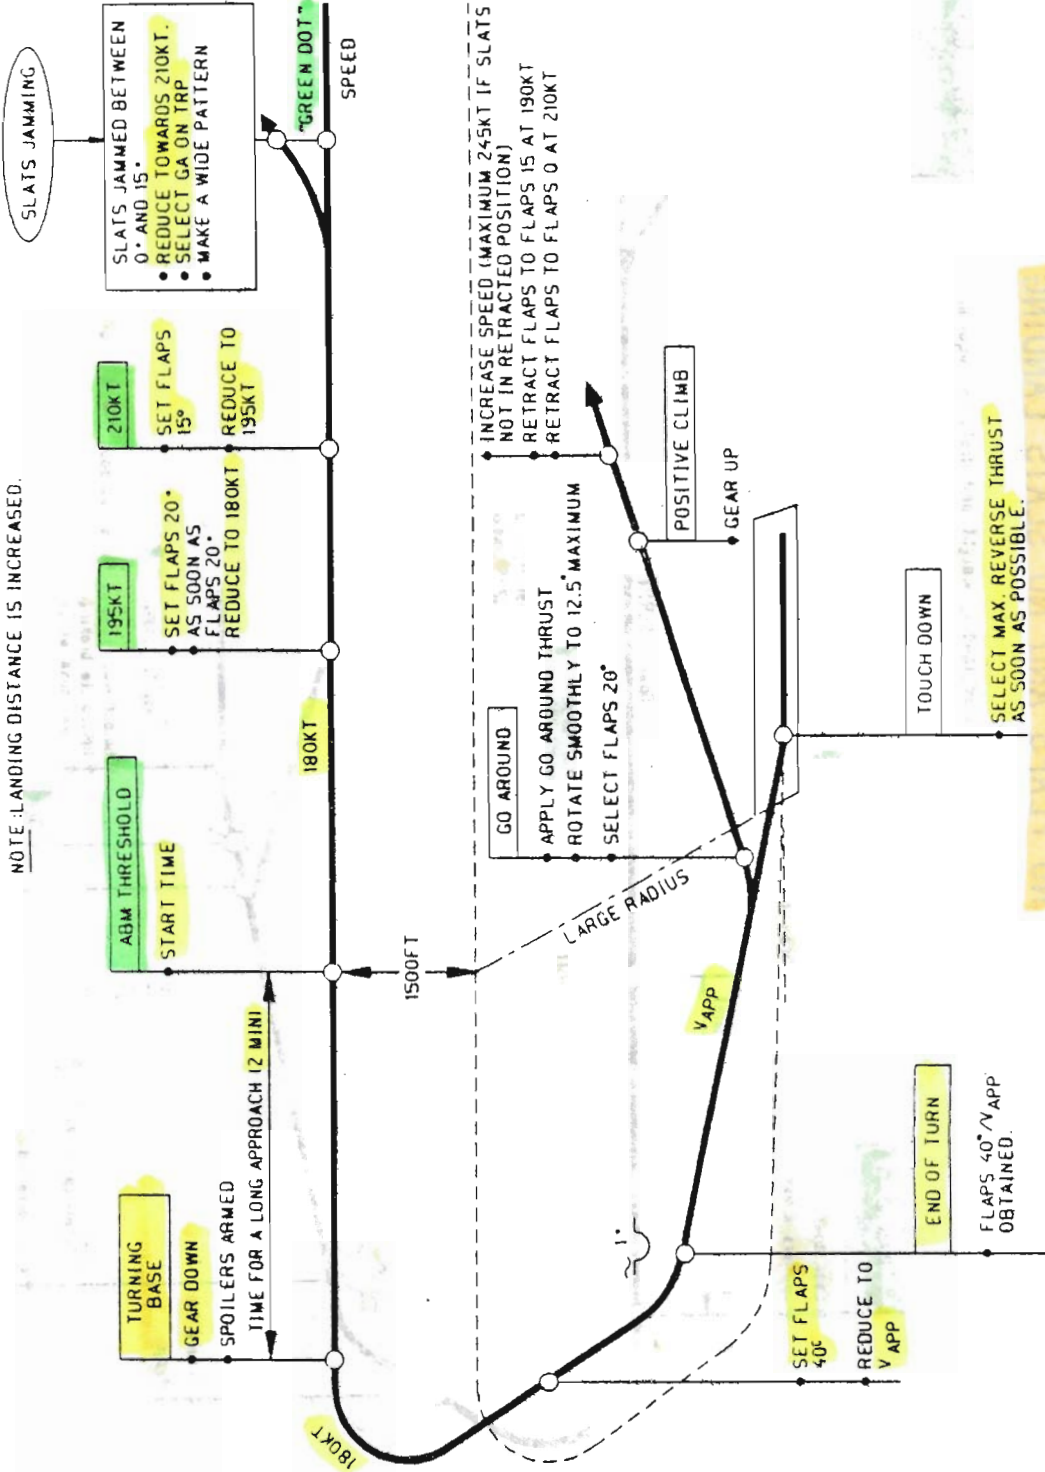 NOTE :LANDING DISTANCE IS INCREASED.
SLATS JAMMING
SLATS JAMMED BETWEEN
0° AND 15°
• REDUCE TOWARDS 210KT.
• SELECT GA ON TRP
• MAKE A WIDE PATTERN
"GREEN DOT"
SPEED
210KT
SET FLAPS
15°
REDUCE TO
195KT
195KT
SET FLAPS 20°
AS SOON AS
FLAPS 20°
REDUCE TO 180KT
180KT
ABM THRESHOLD
START TIME
TURNING
BASE
GEAR DOWN
SPOILERS ARMED
TIME FOR A LONG APPROACH (2 MIN)
180KT
1500FT
LARGE RADIUS
SET FLAPS
40°
REDUCE TO
VAPP
1°
END OF TURN
FLAPS 40°/VAPP
OBTAINED.
VAPP
GO AROUND
APPLY GO AROUND THRUST
ROTATE SMOOTHLY TO 12.5° MAXIMUM
SELECT FLAPS 20°
POSITIVE CLIMB
GEAR UP
INCREASE SPEED (MAXIMUM 245KT IF SLATS
NOT IN RETRACTED POSITION)
RETRACT FLAPS TO FLAPS 15 AT 190KT
RETRACT FLAPS TO FLAPS 0 AT 210KT
TOUCH DOWN
SELECT MAX. REVERSE THRUST
AS SOON AS POSSIBLE.